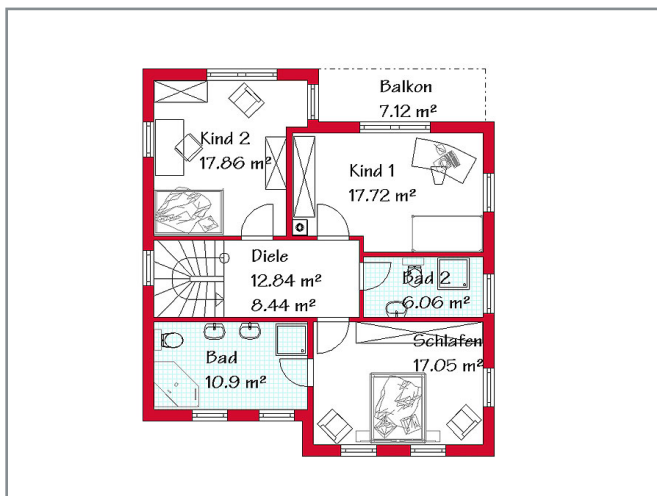 Balkon
7.12 m²
Kind 2
17.86 m²
Kind 1
17.72 m²
Diele
12.84 m²
8.44 m²
Bad 2
6.06 m²
Schlafen
17.05 m²
Bad
10.9 m²